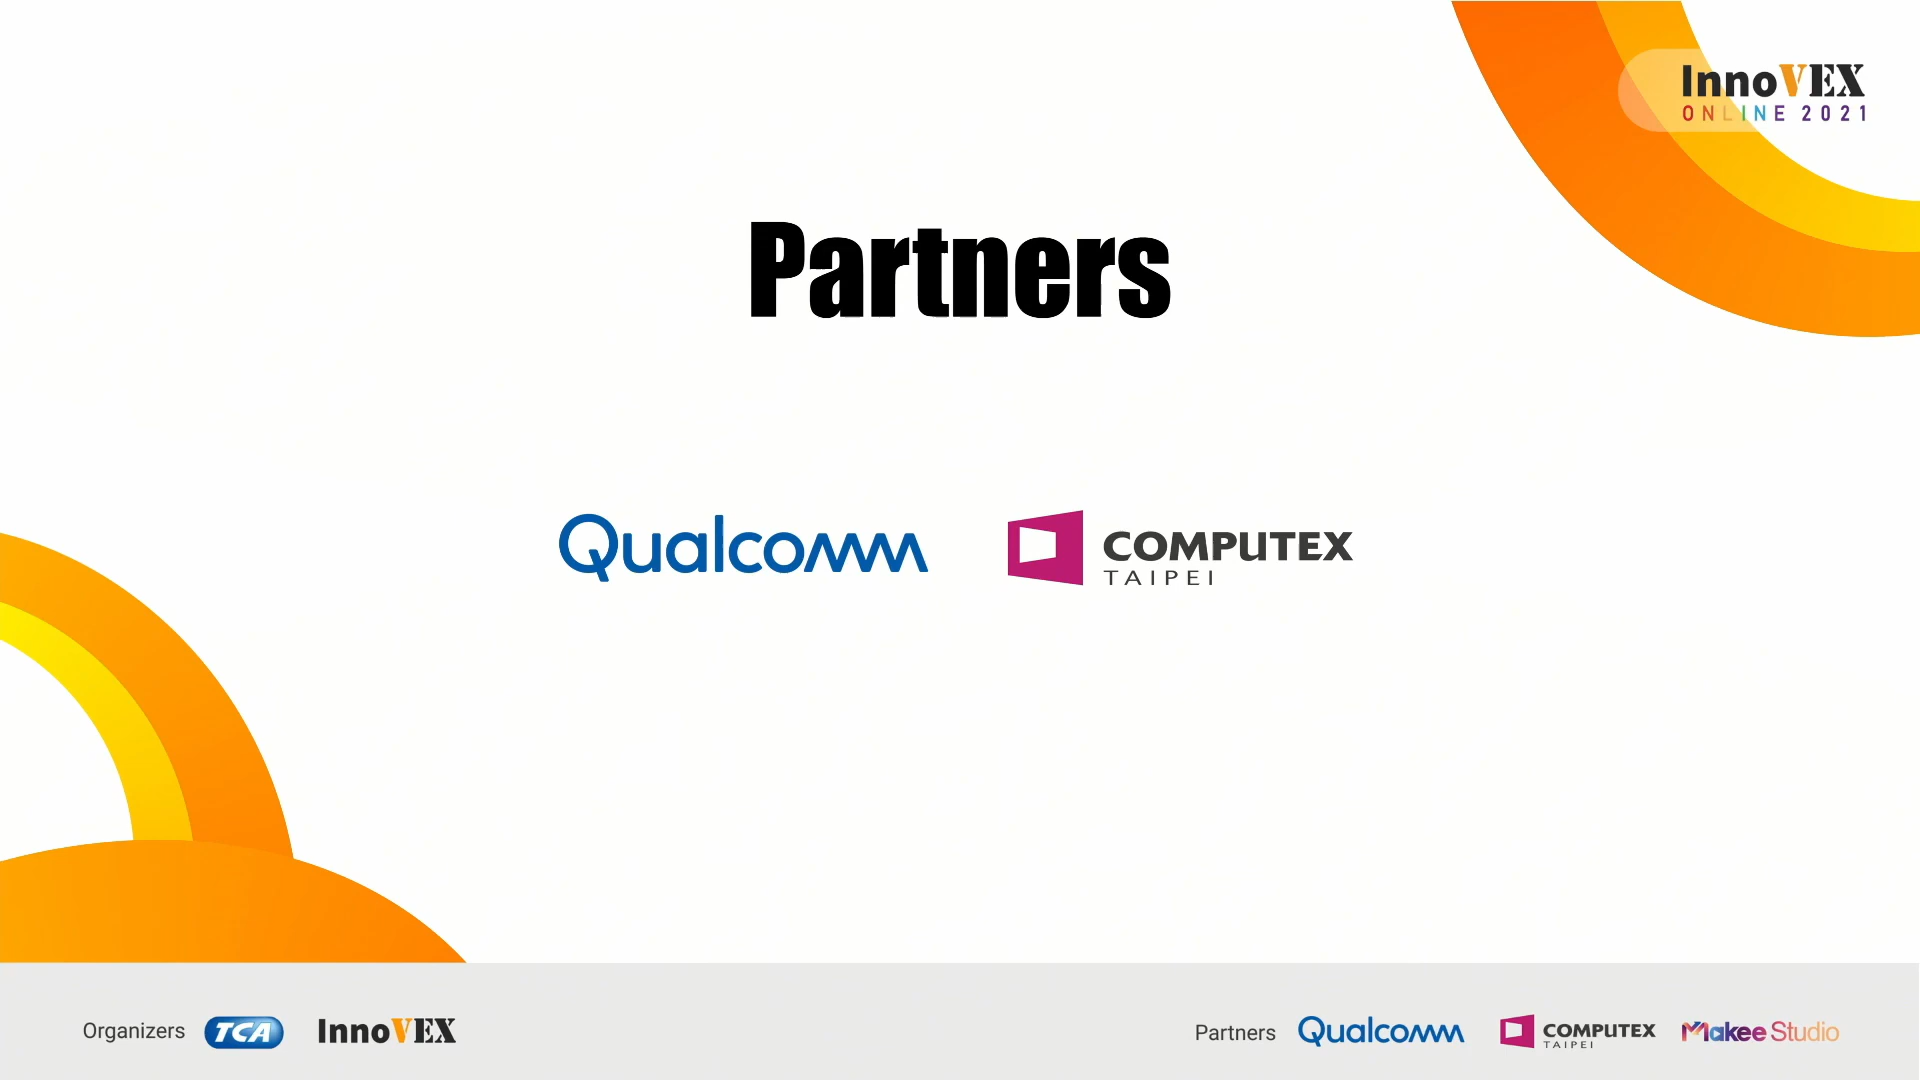 InnoVEX
ONLINE 2021
Partners
Qualcomm
COMPUTEX
TAIPEI
Organizers TCA InnoVEX
Partners Qualcomm COMPUTEX TAIPEI Makee Studio